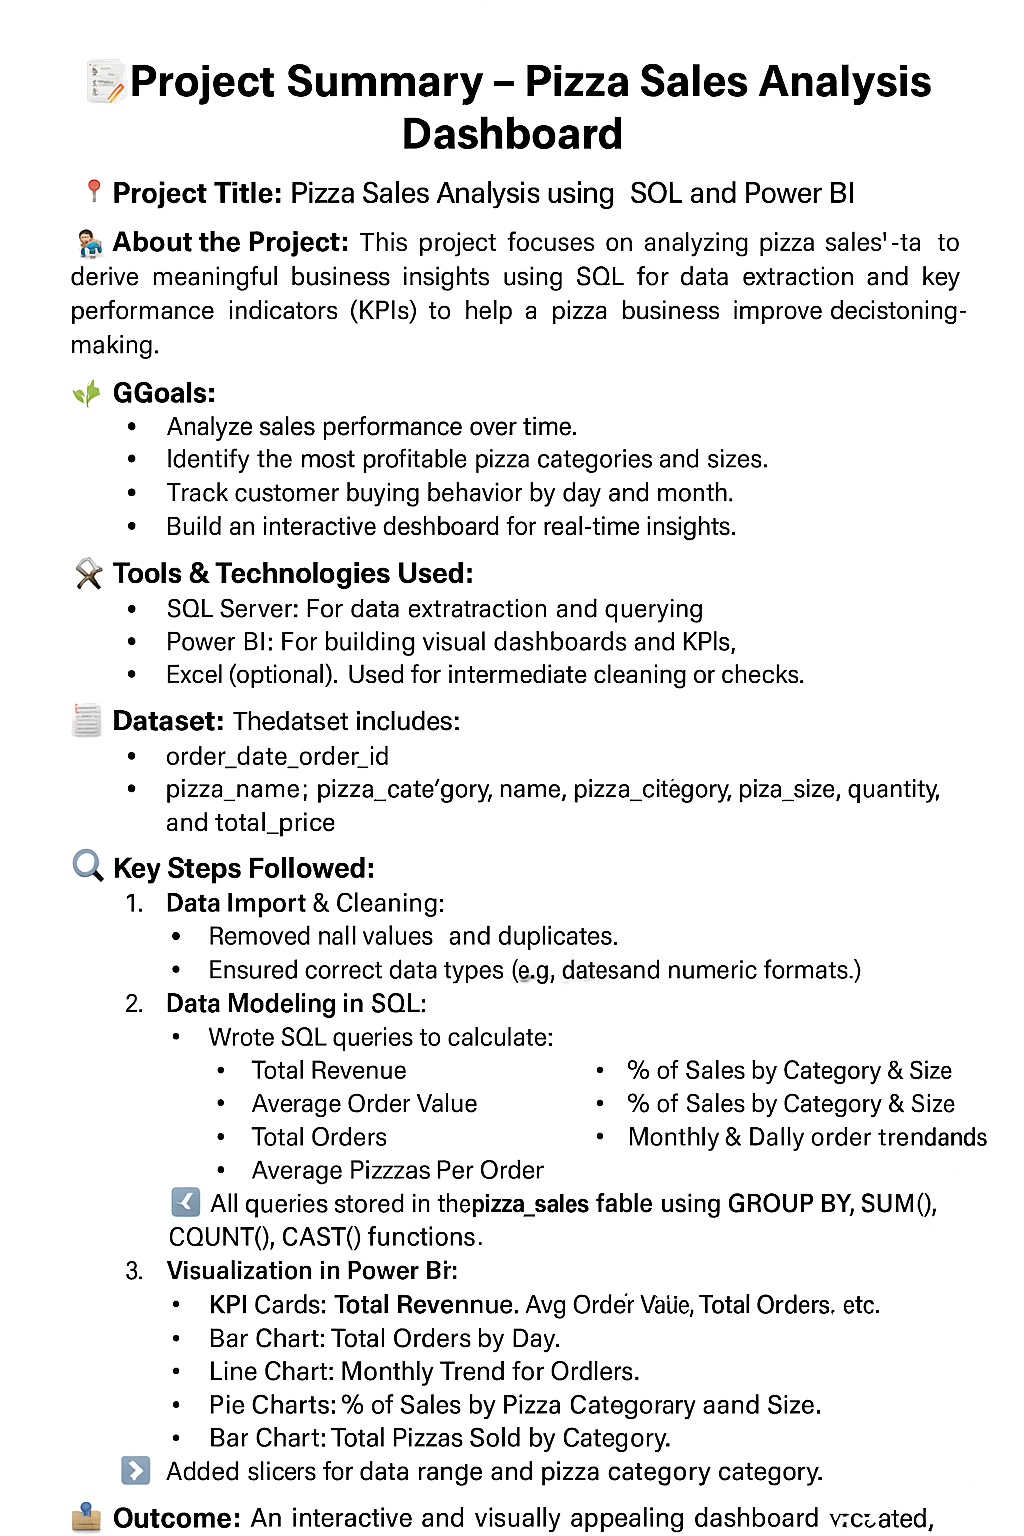 Project Summary – Pizza Sales Analysis
Dashboard
Project Title: Pizza Sales Analysis using SOL and Power BI
About the Project: This project focuses on analyzing pizza sales'-ta to
derive meaningful business insights using SQL for data extraction and key
performance indicators (KPIs) to help a pizza business improve decistoning-
making.
GGoals:
• Analyze sales performance over time.
• Identify the most profitable pizza categories and sizes.
• Track customer buying behavior by day and month.
• Build an interactive deshboard for real-time insights.
Tools & Technologies Used:
• SQL Server: For data extratraction and querying
• Power BI: For building visual dashboards and KPIs,
• Excel (optional). Used for intermediate cleaning or checks.
Dataset: Thedatset includes:
• order_date_order_id
• pizza_name; pizza_cate'gory, name, pizza_citègory, piza_size, quantity,
and total_price
Key Steps Followed:
1. Data Import & Cleaning:
• Removed nall values and duplicates.
• Ensured correct data types (e.g, datesand numeric formats.)
2. Data Modeling in SQL:
• Wrote SQL queries to calculate:
• Total Revenue • % of Sales by Category & Size
• Average Order Value • % of Sales by Category & Size
• Total Orders • Monthly & Dally order trendands
• Average Pizzzas Per Order
All queries stored in thepizza_sales fable using GROUP BY, SUM(),
CQUNT(), CAST() functions.
3. Visualization in Power Bir:
• KPI Cards: Total Revennue. Avg Order Value, Total Orders. etc.
• Bar Chart: Total Orders by Day.
• Line Chart: Monthly Trend for Ordlers.
• Pie Charts: % of Sales by Pizza Categorary aand Size.
• Bar Chart: Total Pizzas Sold by Category.
Added slicers for data range and pizza category category.
Outcome: An interactive and visually appealing dashboard